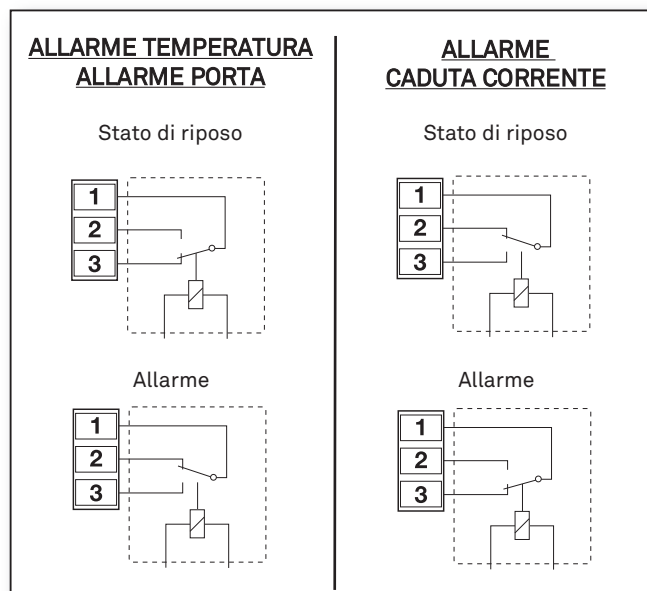 ALLARME TEMPERATURA
ALLARME PORTA
Stato di riposo
1
2
3
Allarme
1
2
3
ALLARME
CADUTA CORRENTE
Stato di riposo
1
2
3
Allarme
1
2
3